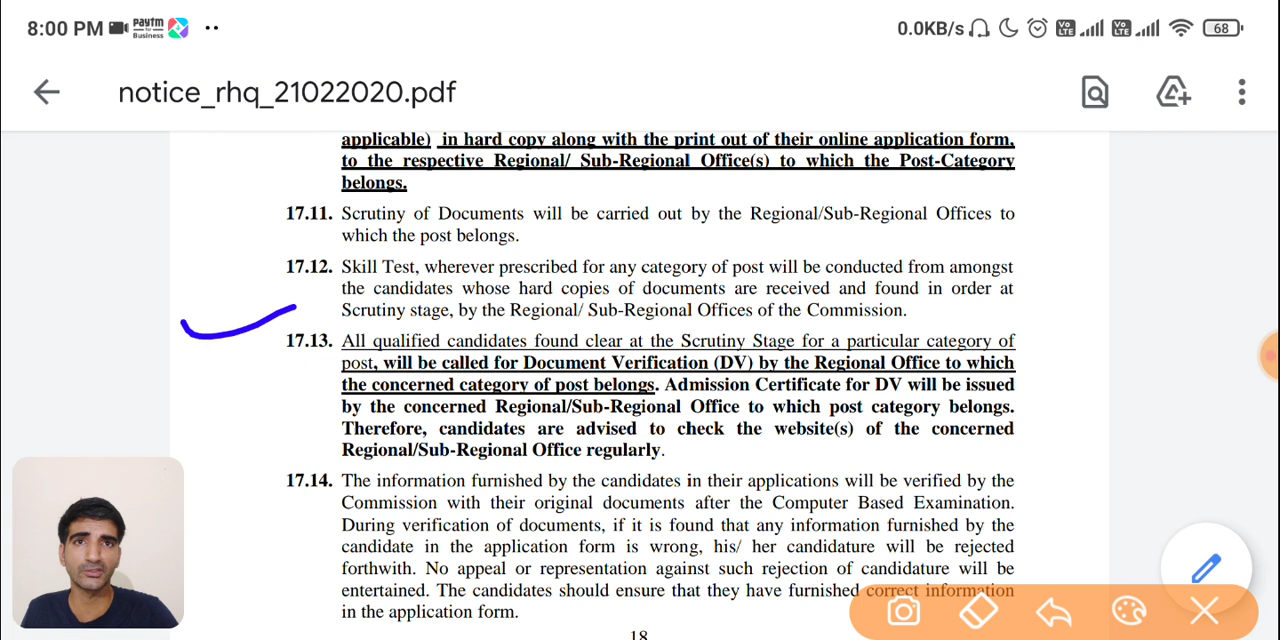 8:00 PM Paytm for Business 0.0KB/s Vo LTE Vo LTE 68
notice_rhq_21022020.pdf
applicable) in hard copy along with the print out of their online application form,
to the respective Regional/ Sub-Regional Office(s) to which the Post-Category
belongs.
17.11. Scrutiny of Documents will be carried out by the Regional/Sub-Regional Offices to
which the post belongs.
17.12. Skill Test, wherever prescribed for any category of post will be conducted from amongst
the candidates whose hard copies of documents are received and found in order at
Scrutiny stage, by the Regional/ Sub-Regional Offices of the Commission.
17.13. All qualified candidates found clear at the Scrutiny Stage for a particular category of
post, will be called for Document Verification (DV) by the Regional Office to which
the concerned category of post belongs. Admission Certificate for DV will be issued
by the concerned Regional/Sub-Regional Office to which post category belongs.
Therefore, candidates are advised to check the website(s) of the concerned
Regional/Sub-Regional Office regularly.
17.14. The information furnished by the candidates in their applications will be verified by the
Commission with their original documents after the Computer Based Examination.
During verification of documents, if it is found that any information furnished by the
candidate in the application form is wrong, his/ her candidature will be rejected
forthwith. No appeal or representation against such rejection of candidature will be
entertained. The candidates should ensure that they have furnished correct information
in the application form.
18